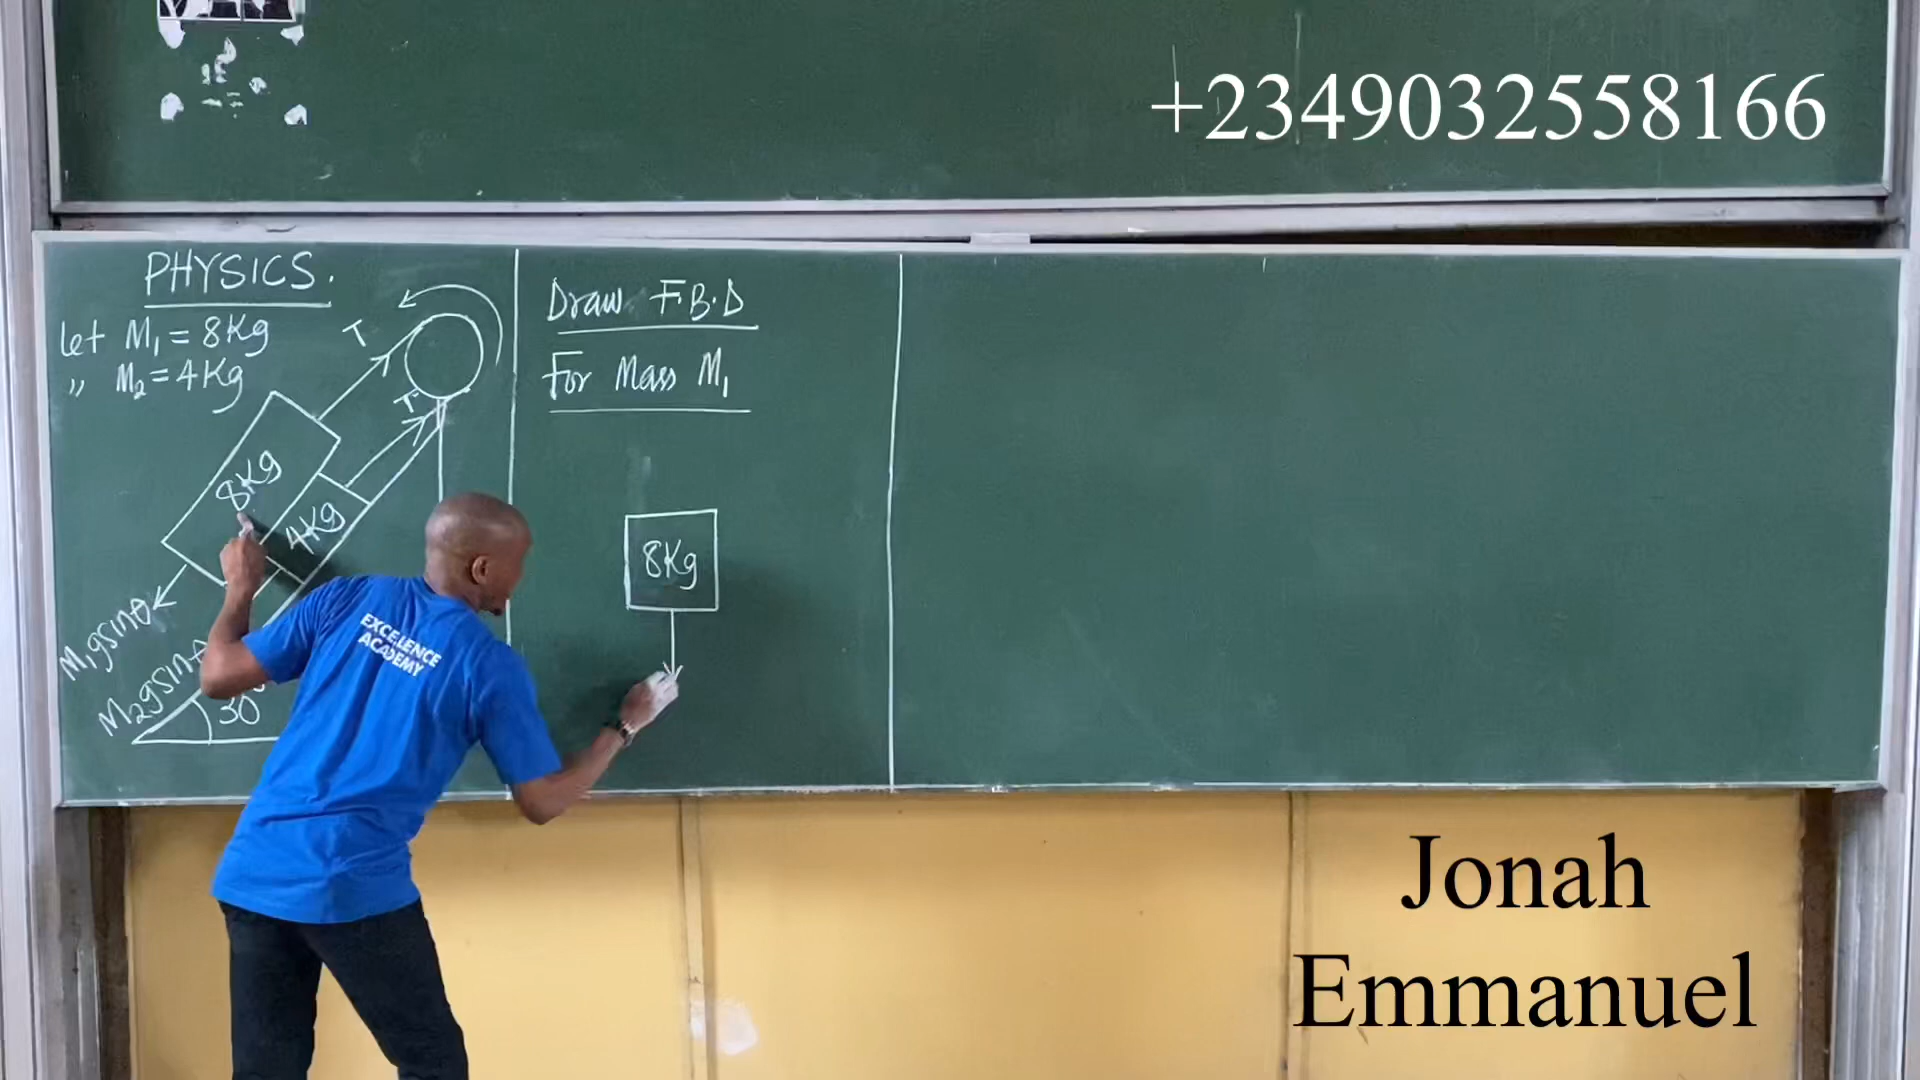 +2349032558166
PHYSICS.
Let M₁ = 8Kg
" M₂ = 4Kg
T
T
8Kg
4Kg
M₁gsinθ
M₂gsinθ
30°
Draw F.B.D
For Mass M₁
8Kg
EXCELLENCE
ACADEMY
Jonah
Emmanuel